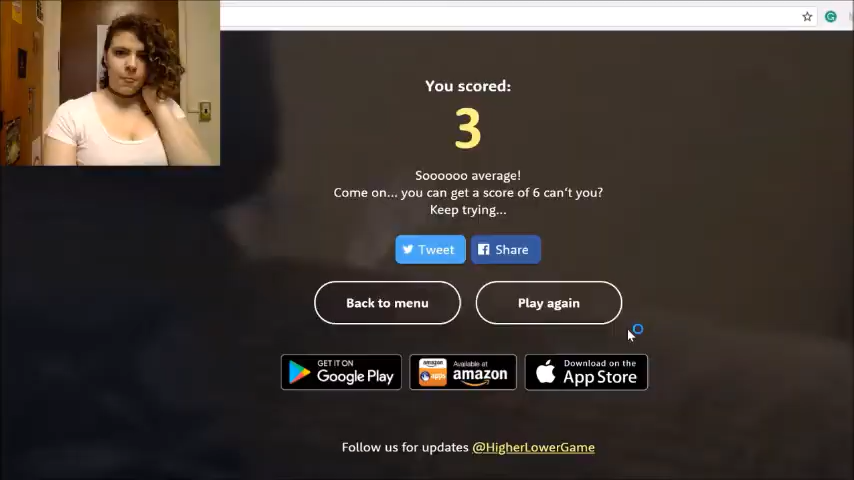 You scored:
3
Soooooo average!
Come on... you can get a score of 6 can't you?
Keep trying...
Tweet
Share
Back to menu
Play again
GET IT ON
Google Play
amazon
apps
Available at
amazon
Download on the
App Store
Follow us for updates @HigherLowerGame